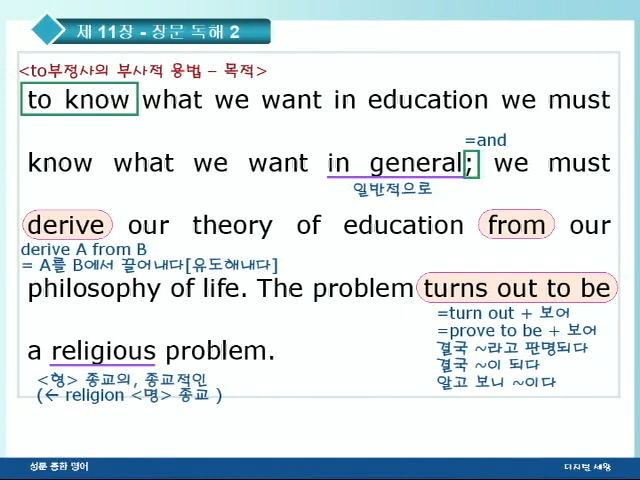 제 11장 - 장문 독해 2
<to부정사의 부사적 용법 – 목적>
to know what we want in education we must
=and
know what we want in general; we must
일반적으로
derive our theory of education from our
derive A from B
= A를 B에서 끌어내다[유도해내다]
philosophy of life. The problem turns out to be
=turn out + 보어
=prove to be + 보어
a religious problem.
결국 ~라고 판명되다
결국 ~이 되다
<형> 종교의, 종교적인
알고 보니 ~이다
(← religion <명> 종교 )
성문 종합 영어
디지털 세움